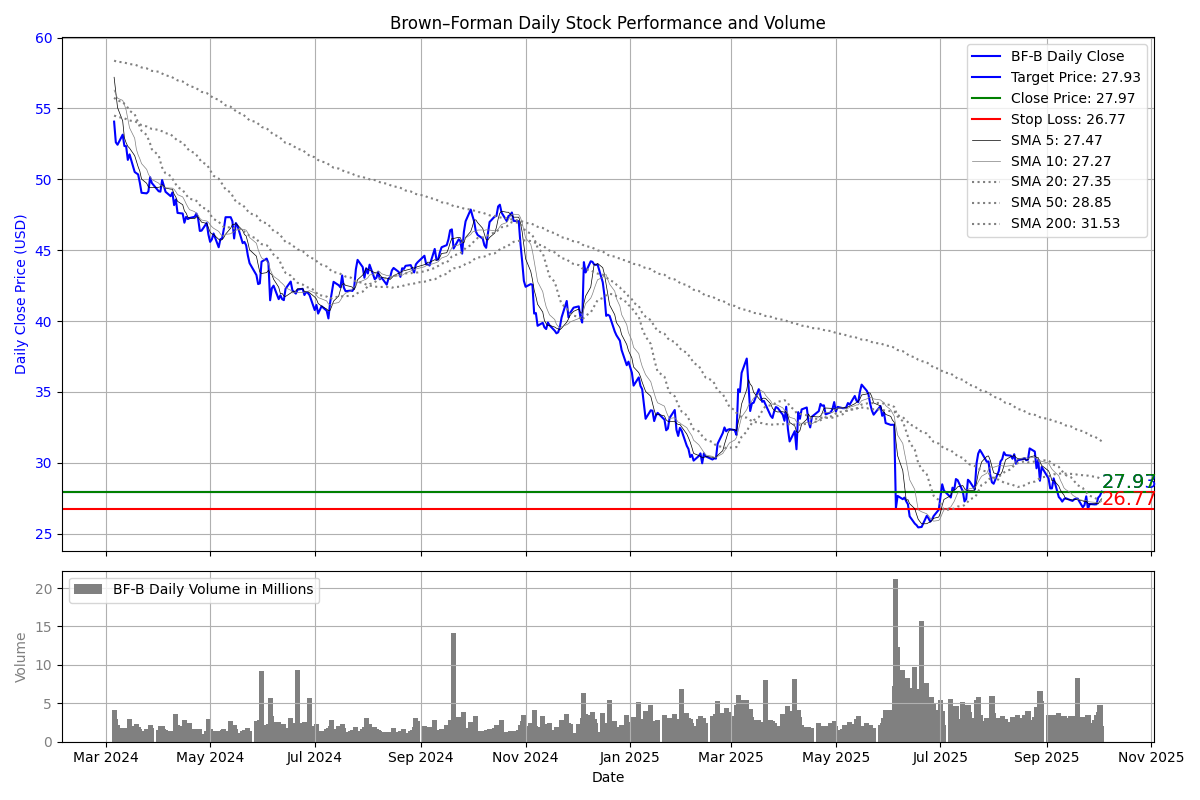 Brown–Forman Daily Stock Performance and Volume
Daily Close Price (USD)
60
55
50
45
40
35
30
25
BF-B Daily Close
Target Price: 27.93
Close Price: 27.97
Stop Loss: 26.77
SMA 5: 27.47
SMA 10: 27.27
SMA 20: 27.35
SMA 50: 28.85
SMA 200: 31.53
26.77
Volume
20
15
10
5
0
BF-B Daily Volume in Millions
Mar 2024
May 2024
Jul 2024
Sep 2024
Nov 2024
Jan 2025
Mar 2025
May 2025
Jul 2025
Sep 2025
Nov 2025
Date